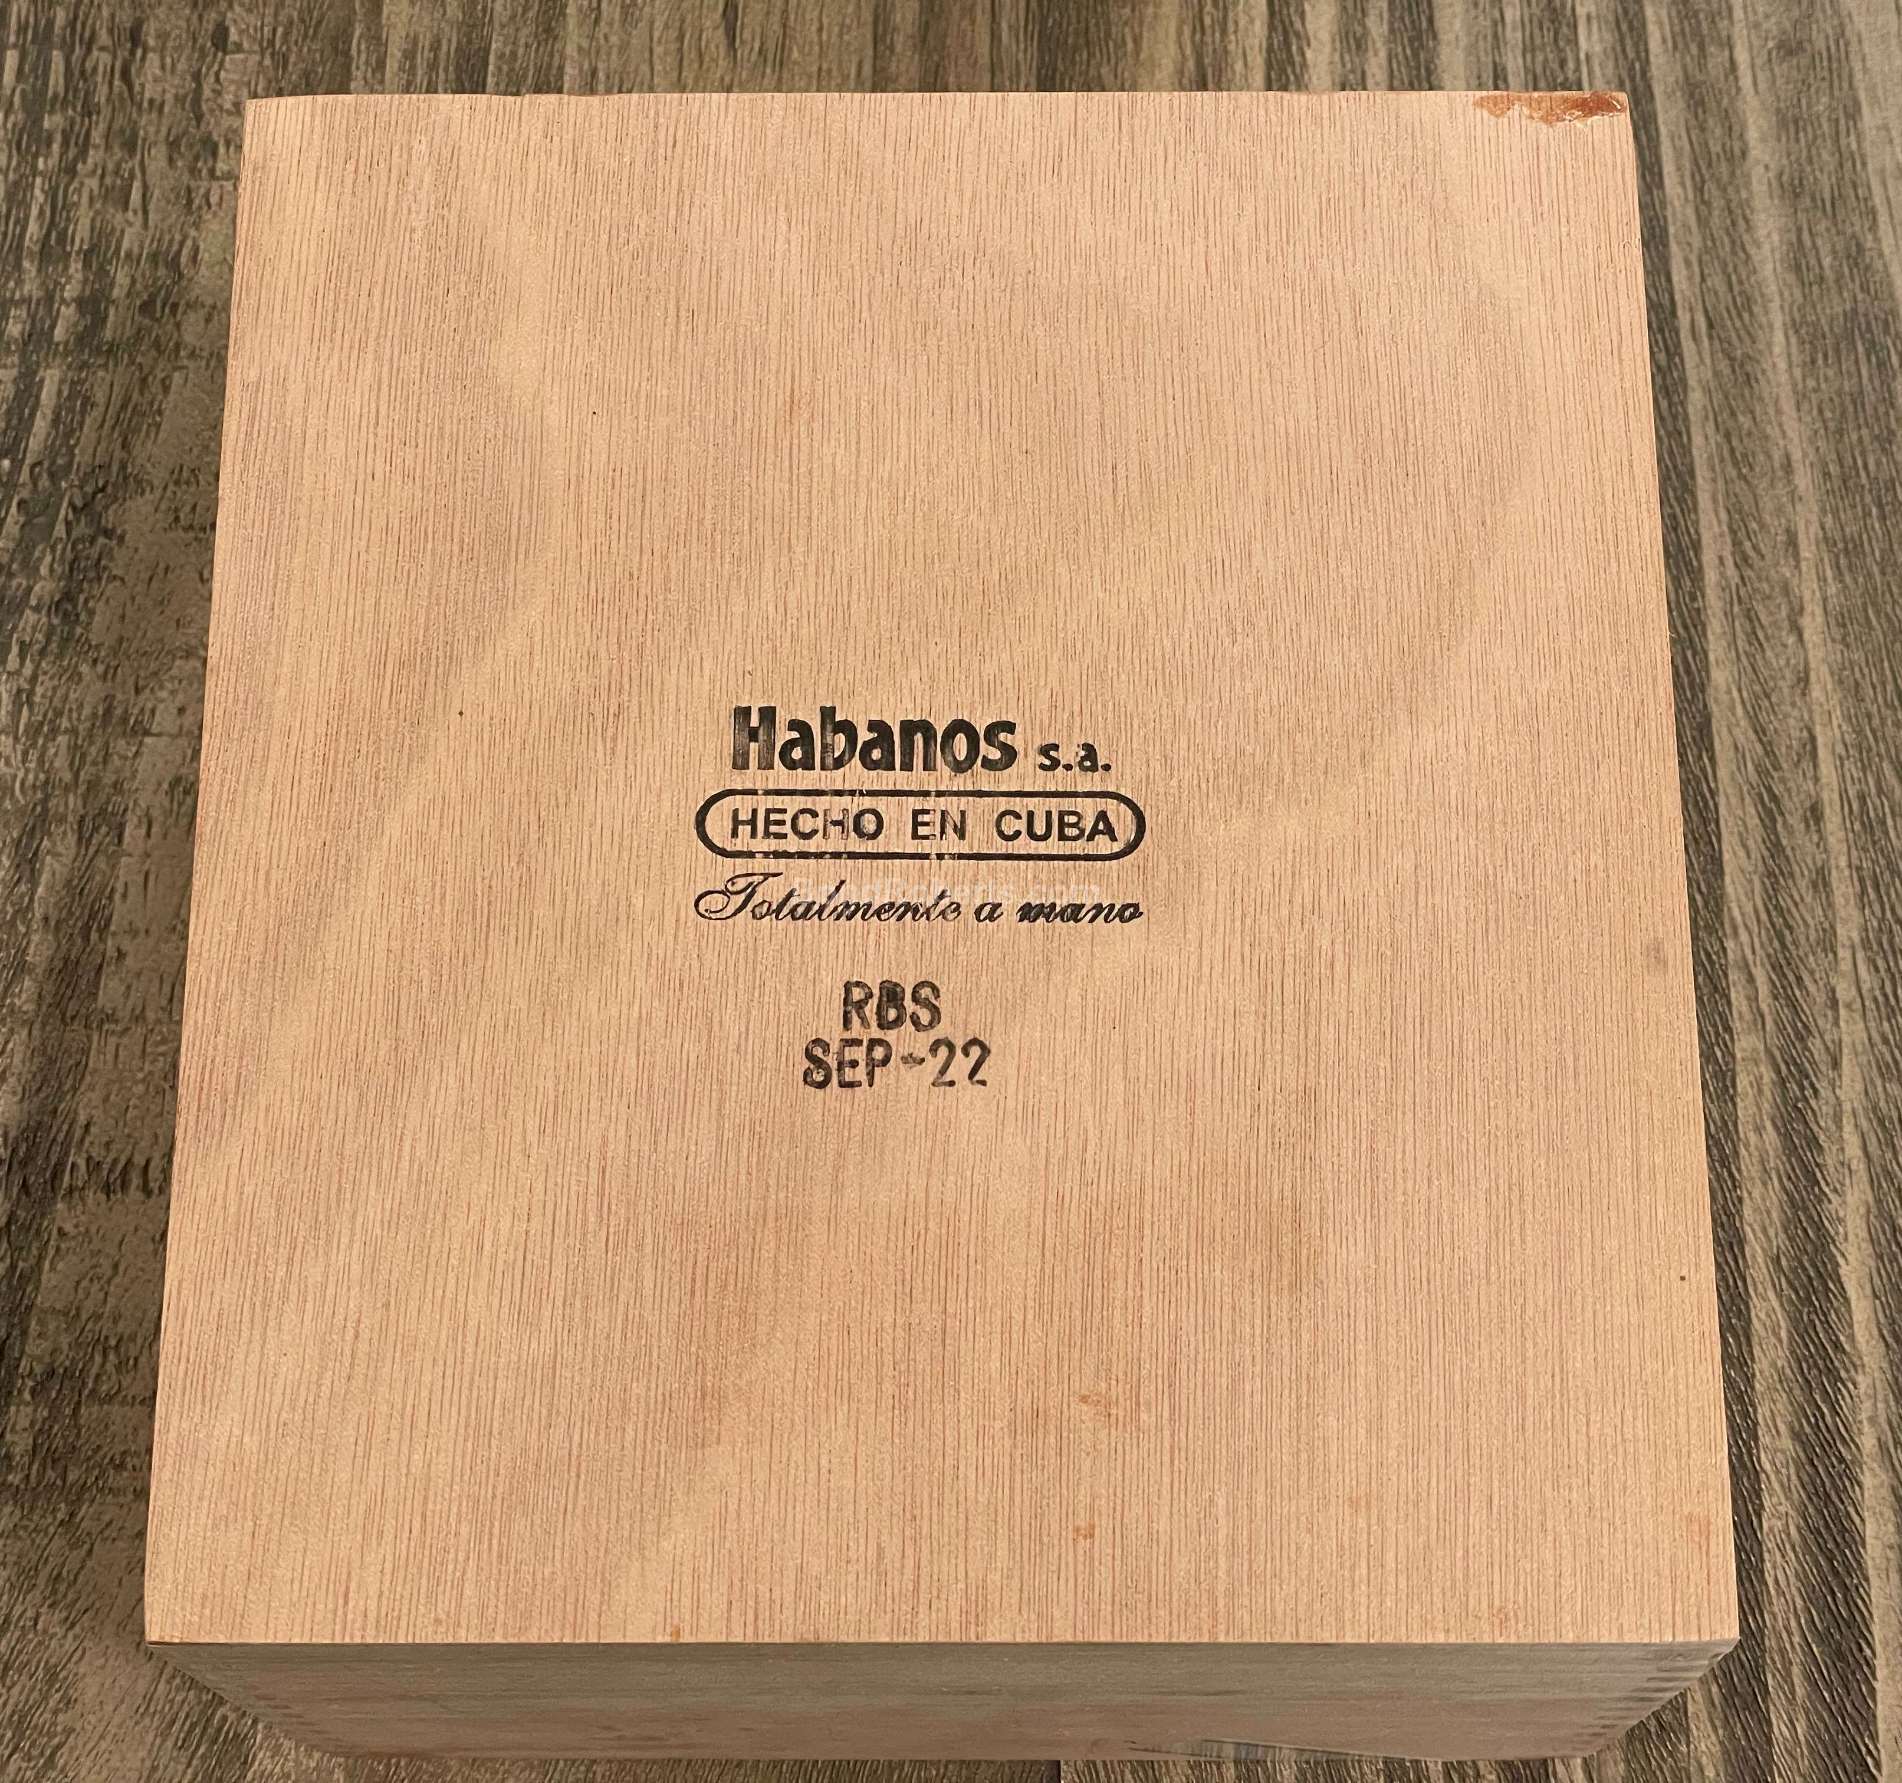 Habanos s.a.
HECHO EN CUBA
Totalmente a mano
RBS
SEP-22